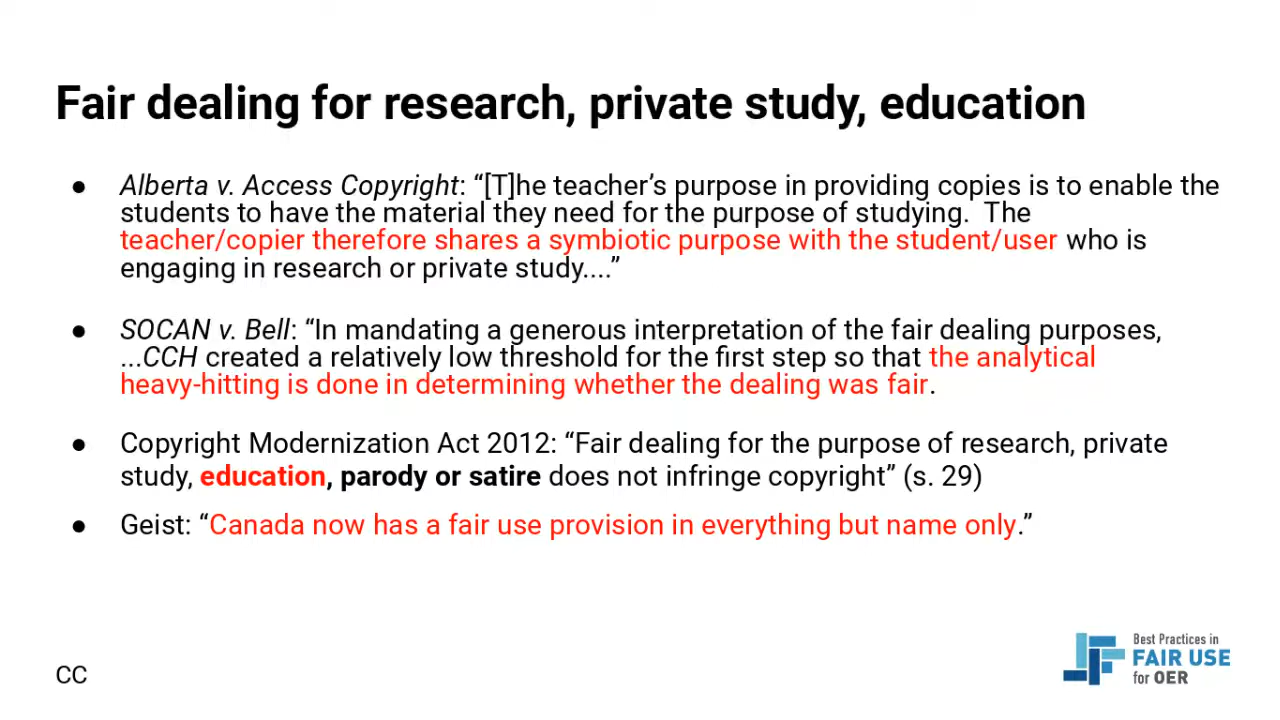 Fair dealing for research, private study, education
● Alberta v. Access Copyright: “[T]he teacher’s purpose in providing copies is to enable the
students to have the material they need for the purpose of studying.  The
teacher/copier therefore shares a symbiotic purpose with the student/user who is
engaging in research or private study....”
● SOCAN v. Bell: “In mandating a generous interpretation of the fair dealing purposes,
...CCH created a relatively low threshold for the first step so that the analytical
heavy-hitting is done in determining whether the dealing was fair.
● Copyright Modernization Act 2012: “Fair dealing for the purpose of research, private
study, education, parody or satire does not infringe copyright” (s. 29)
● Geist: “Canada now has a fair use provision in everything but name only.”
CC
Best Practices in
FAIR USE
for OER